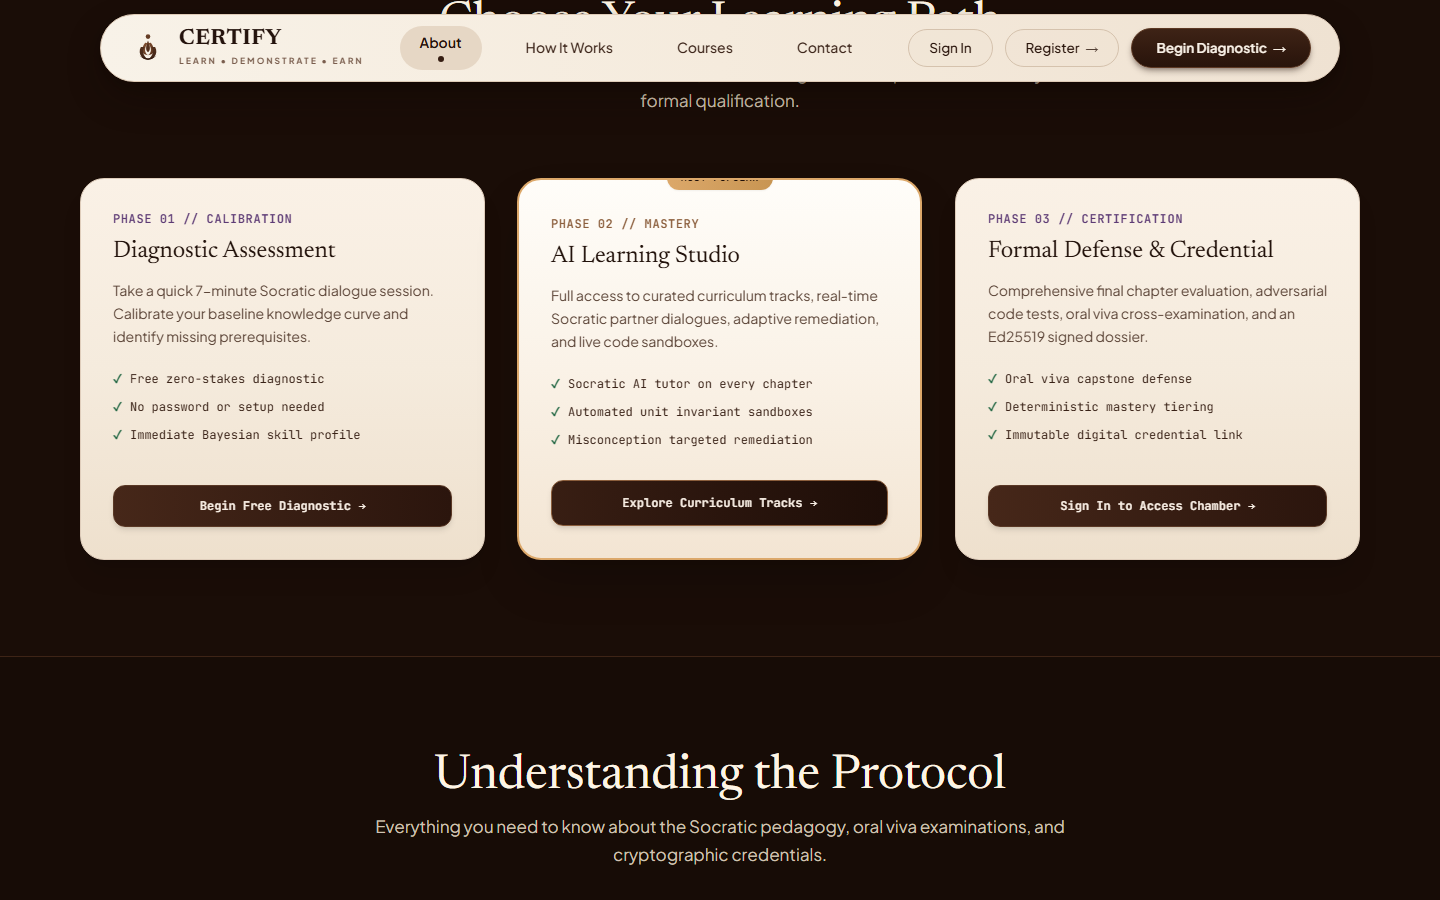 Choose Your Learning Path
CERTIFY
LEARN • DEMONSTRATE • EARN
About
How It Works
Courses
Contact
Sign In
Register →
Begin Diagnostic →
formal qualification.
PHASE 01 // CALIBRATION
Diagnostic Assessment
Take a quick 7-minute Socratic dialogue session.
Calibrate your baseline knowledge curve and
identify missing prerequisites.
✓ Free zero-stakes diagnostic
✓ No password or setup needed
✓ Immediate Bayesian skill profile
Begin Free Diagnostic →
PHASE 02 // MASTERY
AI Learning Studio
Full access to curated curriculum tracks, real-time
Socratic partner dialogues, adaptive remediation,
and live code sandboxes.
✓ Socratic AI tutor on every chapter
✓ Automated unit invariant sandboxes
✓ Misconception targeted remediation
Explore Curriculum Tracks →
PHASE 03 // CERTIFICATION
Formal Defense & Credential
Comprehensive final chapter evaluation, adversarial
code tests, oral viva cross-examination, and an
Ed25519 signed dossier.
✓ Oral viva capstone defense
✓ Deterministic mastery tiering
✓ Immutable digital credential link
Sign In to Access Chamber →
Understanding the Protocol
Everything you need to know about the Socratic pedagogy, oral viva examinations, and
cryptographic credentials.